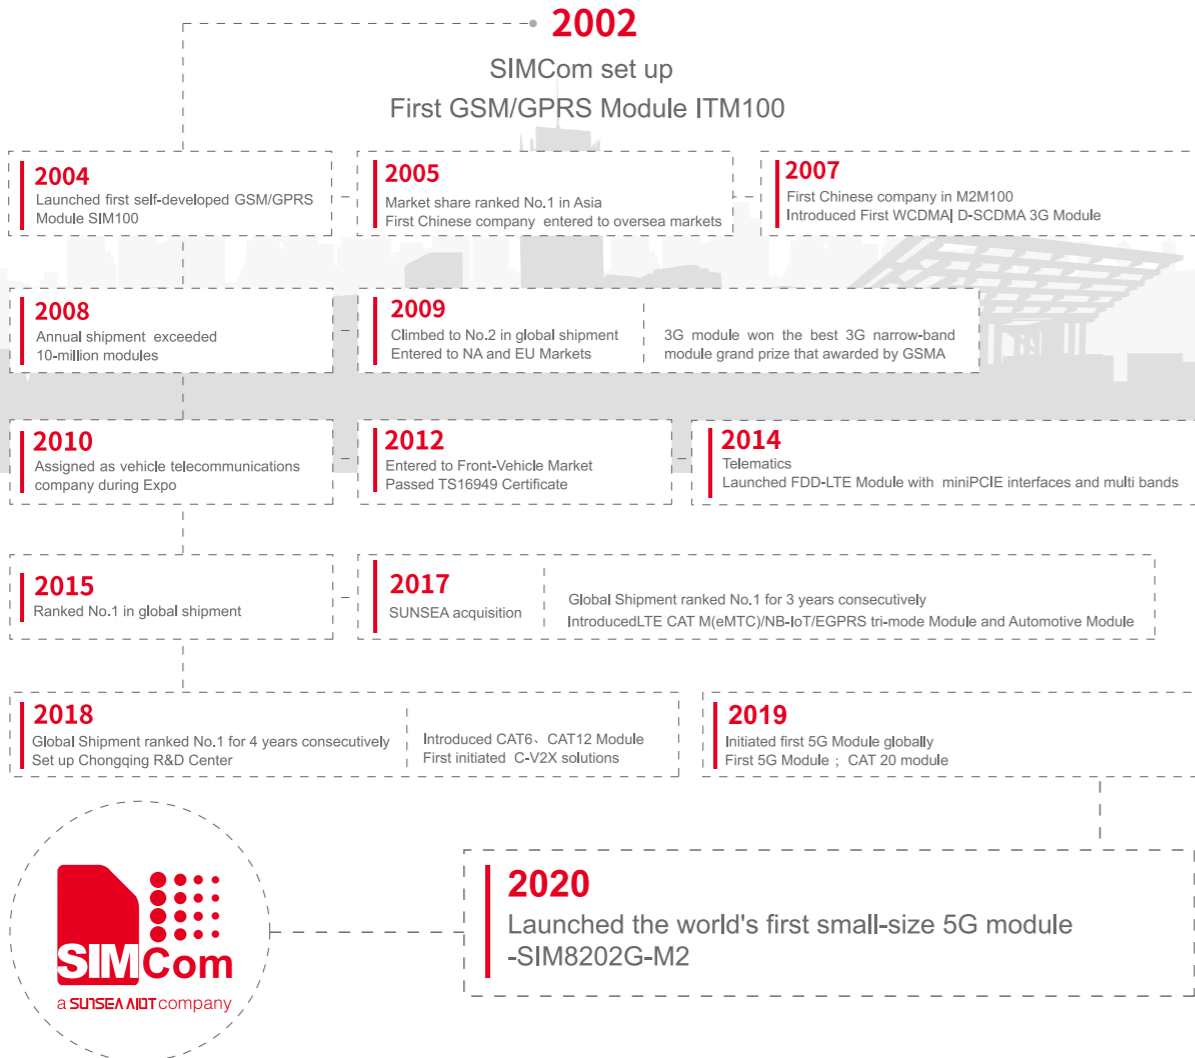 2002
SIMCom set up
First GSM/GPRS Module ITM100
2004
Launched first self-developed GSM/GPRS
Module SIM100
2005
Market share ranked No.1 in Asia
First Chinese company entered to oversea markets
2007
First Chinese company in M2M100
Introduced First WCDMA| D-SCDMA 3G Module
2008
Annual shipment exceeded
10-million modules
2009
Climbed to No.2 in global shipment
Entered to NA and EU Markets
3G module won the best 3G narrow-band
module grand prize that awarded by GSMA
2010
Assigned as vehicle telecommunications
company during Expo
2012
Entered to Front-Vehicle Market
Passed TS16949 Certificate
2014
Telematics
Launched FDD-LTE Module with miniPCIE interfaces and multi bands
2015
Ranked No.1 in global shipment
2017
SUNSEA acquisition
Global Shipment ranked No.1 for 3 years consecutively
IntroducedLTE CAT M(eMTC)/NB-IoT/EGPRS tri-mode Module and Automotive Module
2018
Global Shipment ranked No.1 for 4 years consecutively
Set up Chongqing R&D Center
Introduced CAT6、CAT12 Module
First initiated C-V2X solutions
2019
Initiated first 5G Module globally
First 5G Module ; CAT 20 module
SIMCom
a SUNSEA AIOT company
2020
Launched the world's first small-size 5G module
-SIM8202G-M2